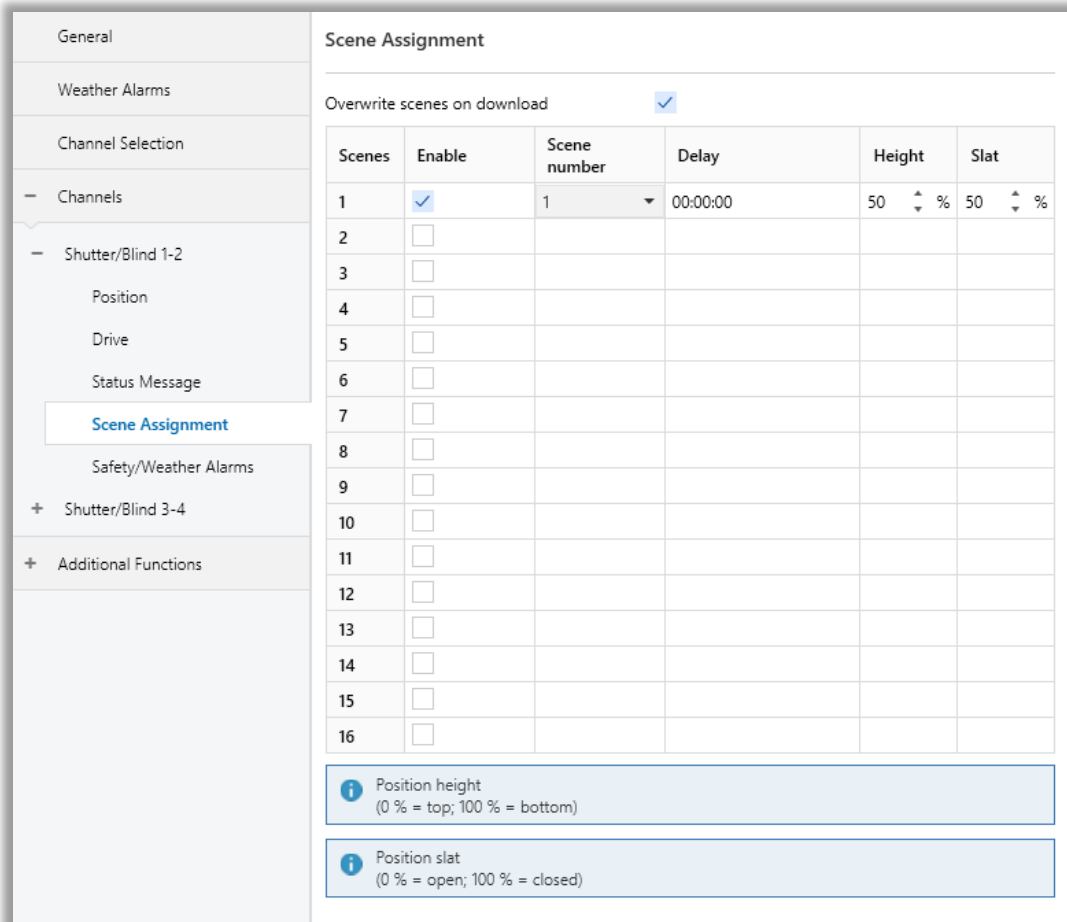 General
Weather Alarms
Channel Selection
− Channels
− Shutter/Blind 1-2
Position
Drive
Status Message
Scene Assignment
Safety/Weather Alarms
+ Shutter/Blind 3-4
+ Additional Functions
Scene Assignment
Overwrite scenes on download
Scenes Enable Scene number Delay Height Slat
1 1 00:00:00 50 % 50 %
2
3
4
5
6
7
8
9
10
11
12
13
14
15
16
Position height
(0 % = top; 100 % = bottom)
Position slat
(0 % = open; 100 % = closed)